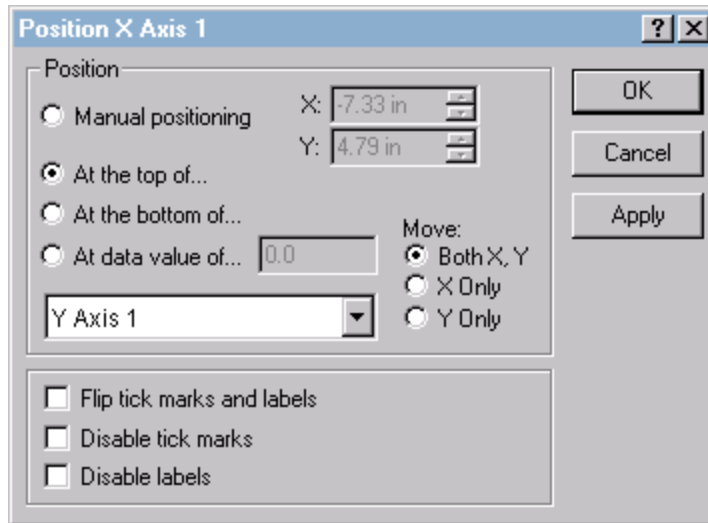 Position X Axis 1
Position
Manual positioning
X: -7.33 in
Y: 4.79 in
At the top of...
At the bottom of...
At data value of... 0.0
Move:
Both X, Y
X Only
Y Only
Y Axis 1
Flip tick marks and labels
Disable tick marks
Disable labels
OK
Cancel
Apply